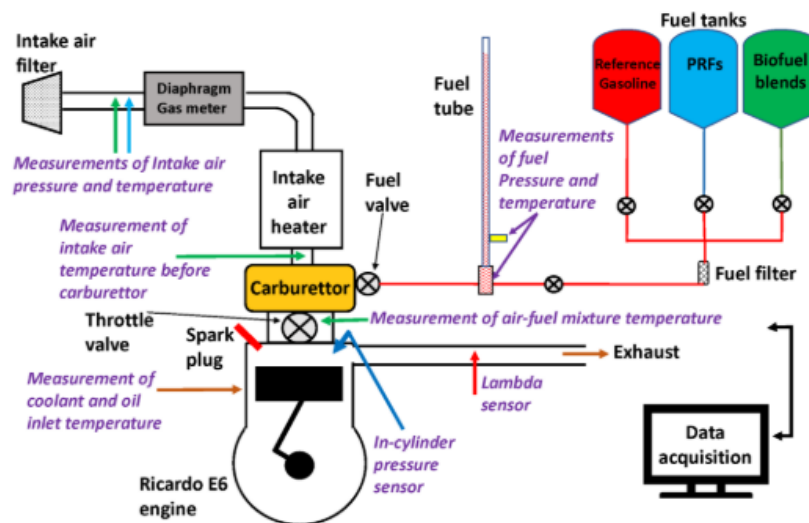 Intake air
filter
Diaphragm
Gas meter
Measurements of Intake air
pressure and temperature
Intake
air
heater
Measurement of
intake air
temperature before
carburettor
Fuel
valve
Carburettor
Throttle
valve
Spark
plug
Measurement of air-fuel mixture temperature
Measurement of
coolant and oil
inlet temperature
Ricardo E6
engine
In-cylinder
pressure
sensor
Lambda
sensor
Exhaust
Fuel
tube
Measurements
of fuel
Pressure and
temperature
Fuel tanks
Reference
Gasoline
PRFs
Biofuel
blends
Fuel filter
Data
acquisition